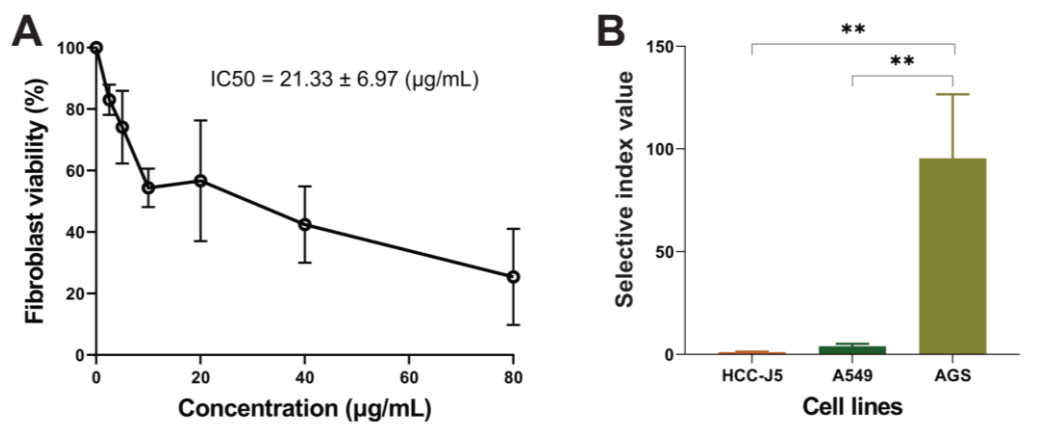 A
IC50 = 21.33 ± 6.97 (µg/mL)
Fibroblast viability (%)
100
80
60
40
20
0
0 20 40 60 80
Concentration (µg/mL)
B
**
**
Selective index value
150
100
50
0
HCC-J5 A549 AGS
Cell lines